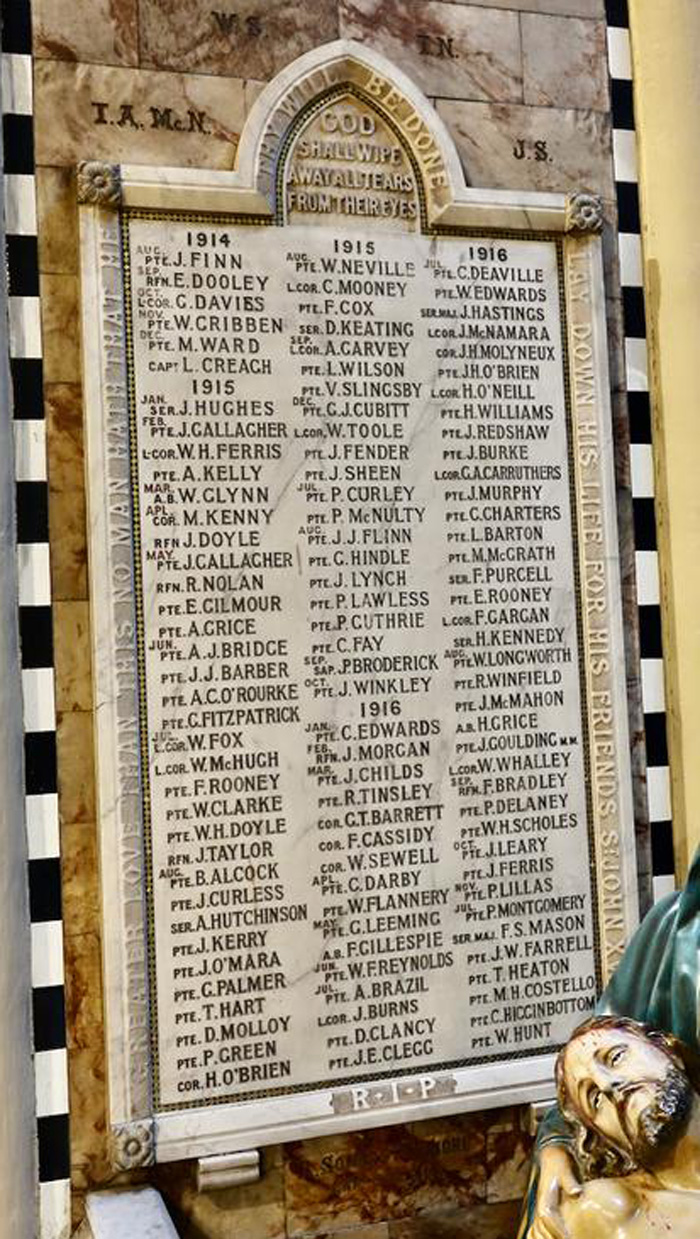 W.S.
T.N.
T.A. McN.
J.S.
THY WILL BE DONE
GOD
SHALL WIPE
AWAY ALL TEARS
FROM THEIR EYES
GREATER LOVE THAN THIS NO MAN HATH THAT HE
LAY DOWN HIS LIFE FOR HIS FRIENDS S.JOHN
1914
AUG. PTE. J. FINN
SEP. RFN. E. DOOLEY
OCT. L-COR. G. DAVIES
NOV. PTE. W. CRIBBEN
DEC. PTE. M. WARD
CAPT L. CREAGH
1915
JAN. SER. J. HUGHES
FEB. PTE. J. GALLAGHER
L-COR. W. H. FERRIS
PTE. A. KELLY
MAR. A.B. W. GLYNN
APL. COR. M. KENNY
RFN J. DOYLE
MAY. PTE. J. GALLAGHER
RFN. R. NOLAN
PTE. E. GILMOUR
PTE. A. GRICE
JUN. PTE. A. J. BRIDGE
PTE. J. J. BARBER
PTE. A. C. O'ROURKE
PTE. G. FITZPATRICK
JUL. L.COR. W. FOX
L.COR. W. McHUGH
PTE. F. ROONEY
PTE. W. CLARKE
PTE. W. H. DOYLE
RFN. J. TAYLOR
AUG. PTE. B. ALCOCK
PTE. J. CURLESS
SER. A. HUTCHINSON
PTE. J. KERRY
PTE. J. O'MARA
PTE. G. PALMER
PTE. T. HART
PTE. D. MOLLOY
PTE. P. GREEN
COR. H. O'BRIEN
1915
AUG. PTE. W. NEVILLE
L.COR. C. MOONEY
PTE. F. COX
SER. D. KEATING
SEP. L.COR. A. GARVEY
PTE. L. WILSON
PTE. V. SLINGSBY
DEC. PTE. G. J. CUBITT
L.COR. W. TOOLE
PTE. J. FENDER
PTE. J. SHEEN
JUL. PTE. P. CURLEY
PTE. P. McNULTY
AUG. PTE. J. J. FLINN
PTE. G. HINDLE
PTE. J. LYNCH
PTE. P. LAWLESS
PTE. P. GUTHRIE
PTE. C. FAY
SEP. SAP. J. P. BRODERICK
OCT. PTE. J. WINKLEY
1916
JAN. PTE. C. EDWARDS
FEB. RFN. J. MORGAN
MAR. PTE. J. CHILDS
PTE. R. TINSLEY
COR. G. T. BARRETT
COR. F. CASSIDY
COR. W. SEWELL
APL. PTE. C. DARBY
PTE. W. FLANNERY
MAY. PTE. G. LEEMING
A.B. F. GILLESPIE
JUN. PTE. W. F. REYNOLDS
JUL. PTE. A. BRAZIL
L.COR. J. BURNS
PTE. D. CLANCY
PTE. J. E. CLEGG
1916
JUL. PTE. C. DEAVILLE
PTE. W. EDWARDS
SER.MAJ. J. HASTINGS
L.COR. J. McNAMARA
COR. J. H. MOLYNEUX
PTE. J. H. O'BRIEN
L.COR. H. O'NEILL
PTE. H. WILLIAMS
PTE. J. REDSHAW
PTE. J. BURKE
L.COR. G. A. CARRUTHERS
PTE. J. MURPHY
PTE. C. CHARTERS
PTE. L. BARTON
PTE. M. McGRATH
SER. F. PURCELL
PTE. E. ROONEY
L.COR. F. GARGAN
SER. H. KENNEDY
AUG. PTE. W. LONGWORTH
PTE. R. WINFIELD
PTE. J. McMAHON
A.B. H. GRICE
PTE. J. GOULDING M.M.
L.COR. W. WHALLEY
SEP. RFN. F. BRADLEY
PTE. P. DELANEY
PTE. W. H. SCHOLES
OCT. PTE. J. LEARY
PTE. J. FERRIS
NOV. PTE. P. LILLAS
JUL. PTE. P. MONTGOMERY
SER.MAJ. F. S. MASON
PTE. J. W. FARRELL
PTE. T. HEATON
PTE. M. H. COSTELLO
PTE. C. HIGGINBOTTOM
PTE. W. HUNT
R.I.P